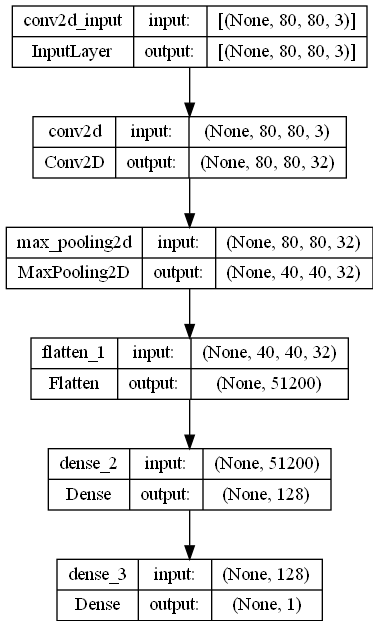 conv2d_input input: [(None, 80, 80, 3)]
InputLayer output: [(None, 80, 80, 3)]
conv2d input: (None, 80, 80, 3)
Conv2D output: (None, 80, 80, 32)
max_pooling2d input: (None, 80, 80, 32)
MaxPooling2D output: (None, 40, 40, 32)
flatten_1 input: (None, 40, 40, 32)
Flatten output: (None, 51200)
dense_2 input: (None, 51200)
Dense output: (None, 128)
dense_3 input: (None, 128)
Dense output: (None, 1)